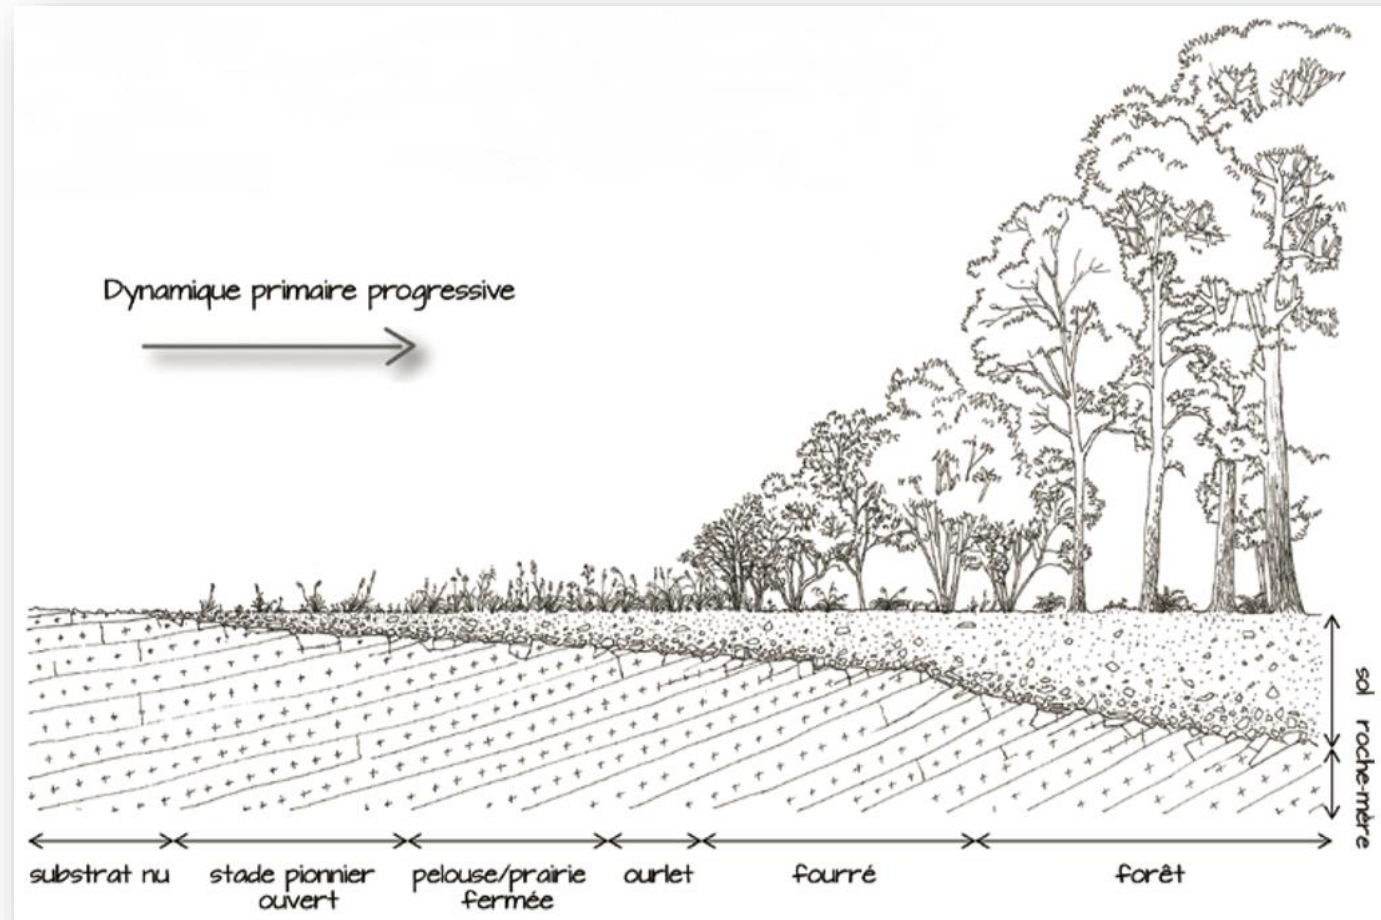 Dynamique primaire progressive
sol
roche-mère
substrat nu
stade pionnier
ouvert
pelouse/prairie
fermée
ourlet
fourré
forêt